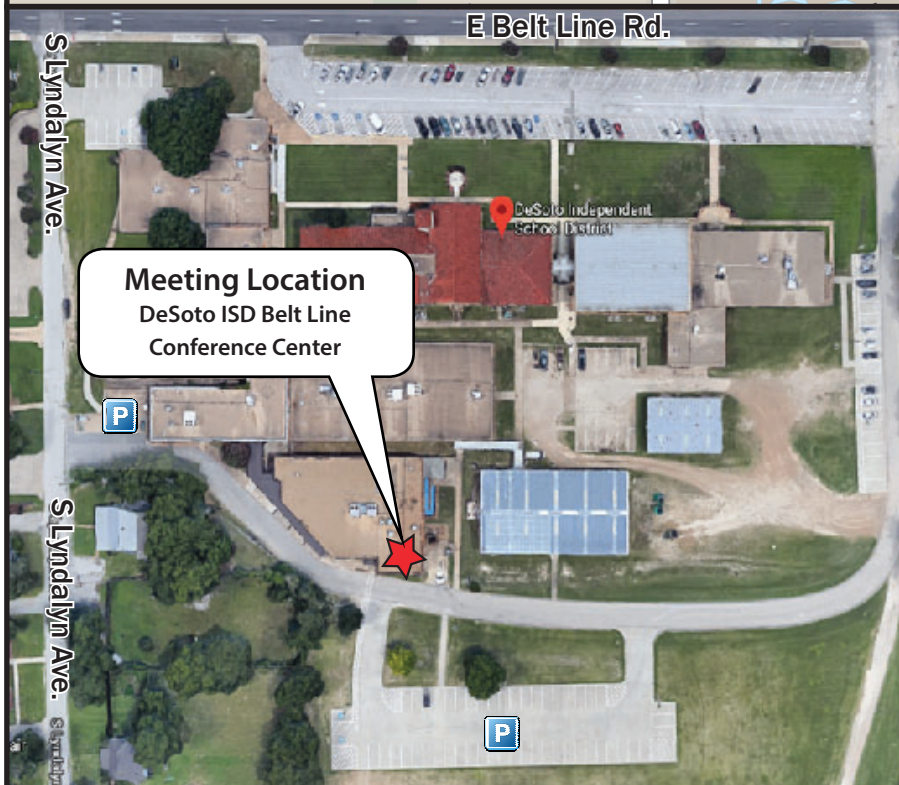 E Belt Line Rd.
S Lyndalyn Ave.
DeSoto Independent
School District
Meeting Location
DeSoto ISD Belt Line
Conference Center
P
S Lyndalyn Ave.
S Lyndalyn
P